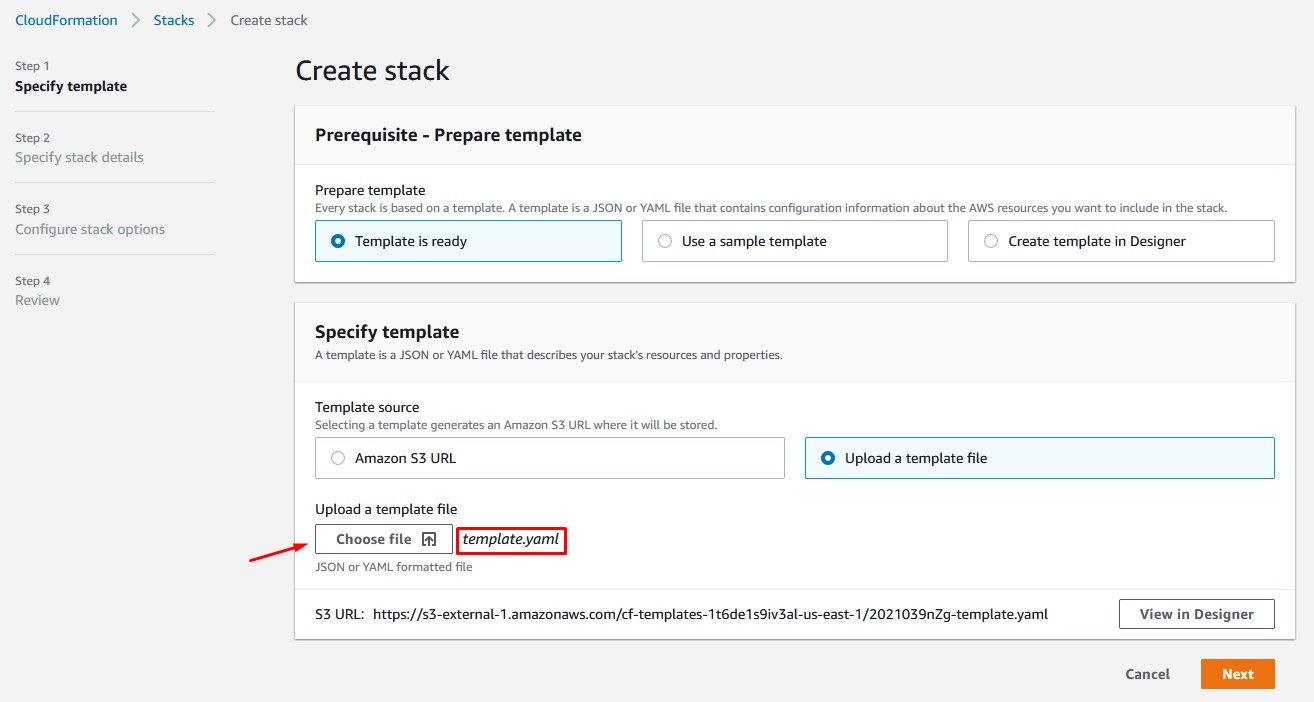 CloudFormation > Stacks > Create stack
Step 1
Specify template
Step 2
Specify stack details
Step 3
Configure stack options
Step 4
Review
Create stack
Prerequisite - Prepare template
Prepare template
Every stack is based on a template. A template is a JSON or YAML file that contains configuration information about the AWS resources you want to include in the stack.
Template is ready
Use a sample template
Create template in Designer
Specify template
A template is a JSON or YAML file that describes your stack's resources and properties.
Template source
Selecting a template generates an Amazon S3 URL where it will be stored.
Amazon S3 URL
Upload a template file
Upload a template file
Choose file template.yaml
JSON or YAML formatted file
S3 URL: https://s3-external-1.amazonaws.com/cf-templates-1t6de1s9iv3al-us-east-1/2021039nZg-template.yaml
View in Designer
Cancel
Next